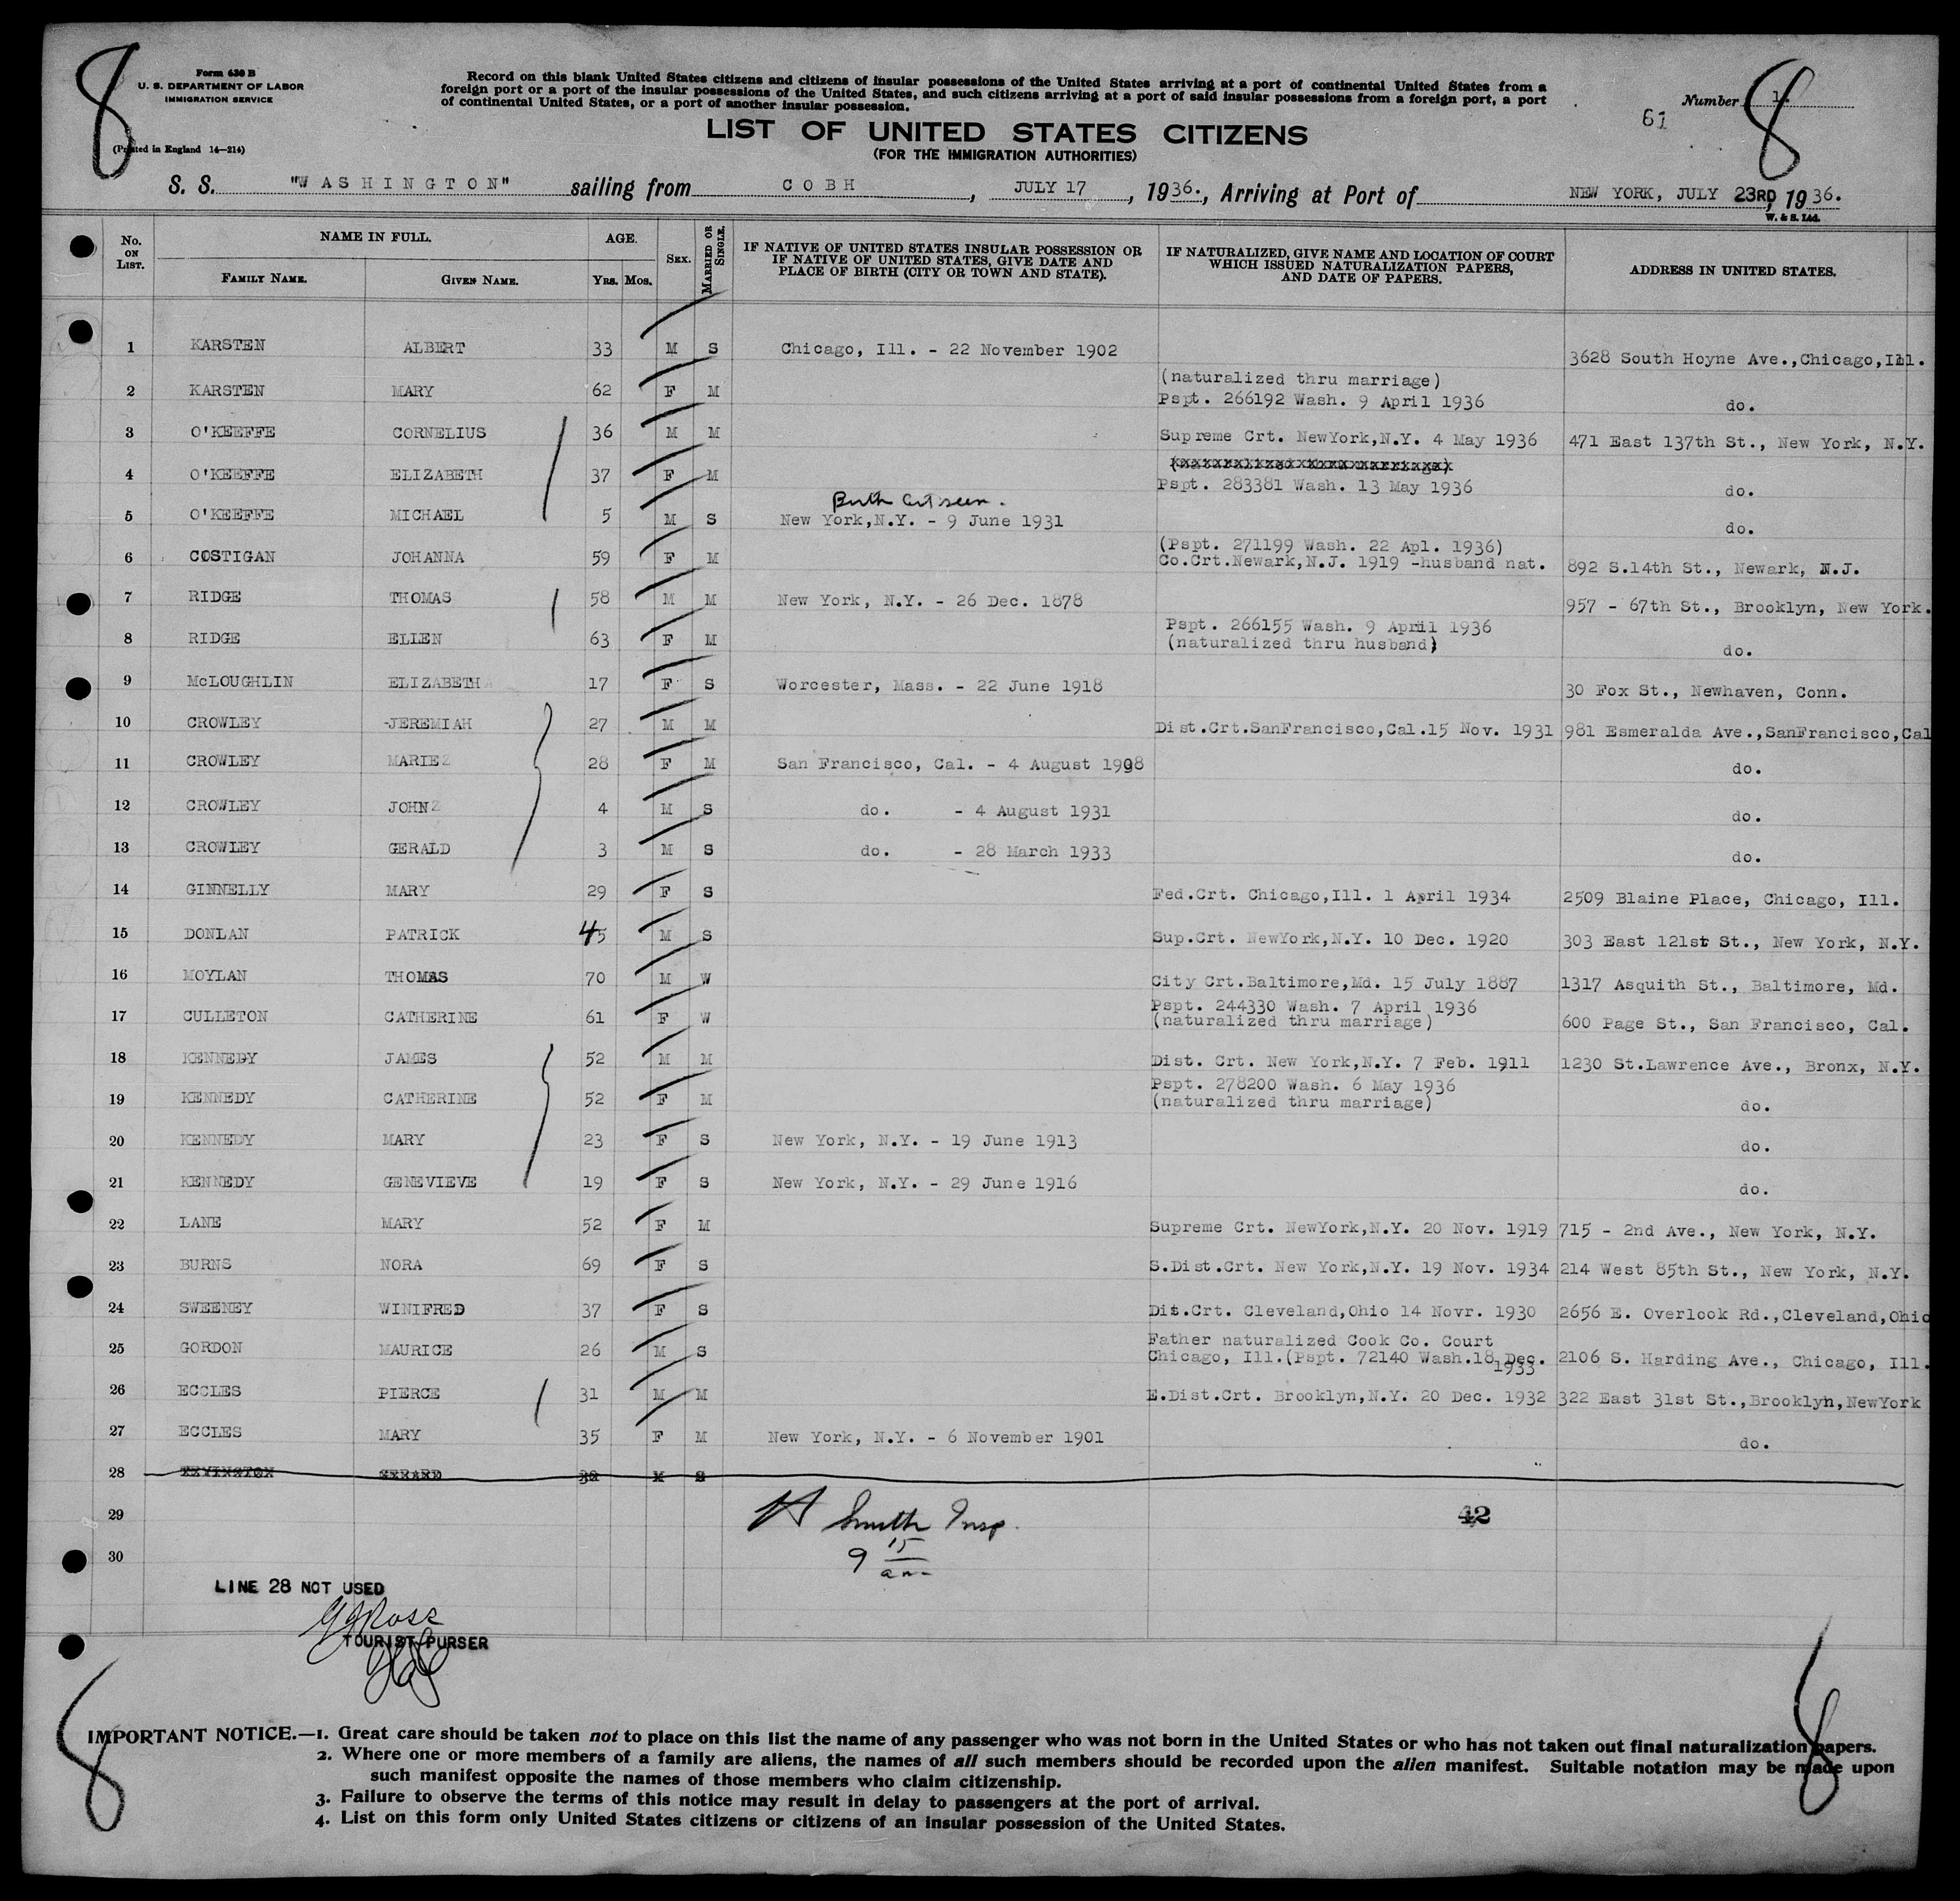 8
Form 630 B
U. S. DEPARTMENT OF LABOR
IMMIGRATION SERVICE
(Printed in England 14—214)
Record on this blank United States citizens and citizens of insular possessions of the United States arriving at a port of continental United States from a
foreign port or a port of the insular possessions of the United States, and such citizens arriving at a port of said insular possessions from a foreign port, a port
of continental United States, or a port of another insular possession.
Number 1.
61
8
LIST OF UNITED STATES CITIZENS
(FOR THE IMMIGRATION AUTHORITIES)
S. S. "WASHINGTON" sailing from COBH, JULY 17, 1936., Arriving at Port of NEW YORK, JULY 23RD, 1936.
W. & S. Ltd.
No. ON LIST. NAME IN FULL. FAMILY NAME. GIVEN NAME. AGE. YRS. MOS. SEX. MARRIED OR SINGLE. IF NATIVE OF UNITED STATES INSULAR POSSESSION OR IF NATIVE OF UNITED STATES, GIVE DATE AND PLACE OF BIRTH (CITY OR TOWN AND STATE). IF NATURALIZED, GIVE NAME AND LOCATION OF COURT WHICH ISSUED NATURALIZATION PAPERS, AND DATE OF PAPERS. ADDRESS IN UNITED STATES.
1 KARSTEN ALBERT 33 M S Chicago, Ill. - 22 November 1902 3628 South Hoyne Ave.,Chicago,Ill.
2 KARSTEN MARY 62 F M (naturalized thru marriage) Pspt. 266192 Wash. 9 April 1936 do.
3 O'KEEFFE CORNELIUS 36 M M Supreme Crt. NewYork,N.Y. 4 May 1936 471 East 137th St., New York, N.Y.
4 O'KEEFFE ELIZABETH 37 F M Pspt. 283381 Wash. 13 May 1936 do.
5 O'KEEFFE MICHAEL 5 M S Birth Cit seen. New York,N.Y. - 9 June 1931 do.
6 COSTIGAN JOHANNA 59 F M (Pspt. 271199 Wash. 22 Apl. 1936) Co.Crt.Newark,N.J. 1919 -husband nat. 892 S.14th St., Newark, N.J.
7 RIDGE THOMAS 58 M M New York, N.Y. - 26 Dec. 1878 957 - 67th St., Brooklyn, New York.
8 RIDGE ELLEN 63 F M Pspt. 266155 Wash. 9 April 1936 (naturalized thru husband) do.
9 McLOUGHLIN ELIZABETH 17 F S Worcester, Mass. - 22 June 1918 30 Fox St., Newhaven, Conn.
10 CROWLEY JEREMIAH 27 M M Dist.Crt.SanFrancisco,Cal.15 Nov. 1931 981 Esmeralda Ave.,SanFrancisco,Cal
11 CROWLEY MARIE 28 F M San Francisco, Cal. - 4 August 1908 do.
12 CROWLEY JOHN 4 M S do. - 4 August 1931 do.
13 CROWLEY GERALD 3 M S do. - 28 March 1933 do.
14 GINNELLY MARY 29 F S Fed.Crt. Chicago,Ill. 1 April 1934 2509 Blaine Place, Chicago, Ill.
15 DONLAN PATRICK 45 M S Sup.Crt. NewYork,N.Y. 10 Dec. 1920 303 East 121st St., New York, N.Y.
16 MOYLAN THOMAS 70 M W City Crt.Baltimore,Md. 15 July 1887 1317 Asquith St., Baltimore, Md.
17 CULLETON CATHERINE 61 F W Pspt. 244330 Wash. 7 April 1936 (naturalized thru marriage) 600 Page St., San Francisco, Cal.
18 KENNEDY JAMES 52 M M Dist. Crt. New York,N.Y. 7 Feb. 1911 1230 St.Lawrence Ave., Bronx, N.Y.
19 KENNEDY CATHERINE 52 F M Pspt. 278200 Wash. 6 May 1936 (naturalized thru marriage) do.
20 KENNEDY MARY 23 F S New York, N.Y. - 19 June 1913 do.
21 KENNEDY GENEVIEVE 19 F S New York, N.Y. - 29 June 1916 do.
22 LANE MARY 52 F M Supreme Crt. NewYork,N.Y. 20 Nov. 1919 715 - 2nd Ave., New York, N.Y.
23 BURNS NORA 69 F S S.Dist.Crt. New York,N.Y. 19 Nov. 1934 214 West 85th St., New York, N.Y.
24 SWEENEY WINIFRED 37 F S Dis.Crt. Cleveland,Ohio 14 Novr. 1930 2656 E. Overlook Rd.,Cleveland,Ohio
25 GORDON MAURICE 26 M S Father naturalized Cook Co. Court Chicago, Ill.(Pspt. 72140 Wash.18 Dec. 1933 2106 S. Harding Ave., Chicago, Ill.
26 ECCLES PIERCE 31 M M E.Dist.Crt. Brooklyn,N.Y. 20 Dec. 1932 322 East 31st St.,Brooklyn,NewYork
27 ECCLES MARY 35 F M New York, N.Y. - 6 November 1901 do.
28 GERARD M S
29 Smith Insp. 42
30 9 15 am
LINE 28 NOT USED
TOURIST PURSER
8
8
IMPORTANT NOTICE.—1. Great care should be taken not to place on this list the name of any passenger who was not born in the United States or who has not taken out final naturalization papers.
2. Where one or more members of a family are aliens, the names of all such members should be recorded upon the alien manifest. Suitable notation may be made upon
such manifest opposite the names of those members who claim citizenship.
3. Failure to observe the terms of this notice may result in delay to passengers at the port of arrival.
4. List on this form only United States citizens or citizens of an insular possession of the United States.